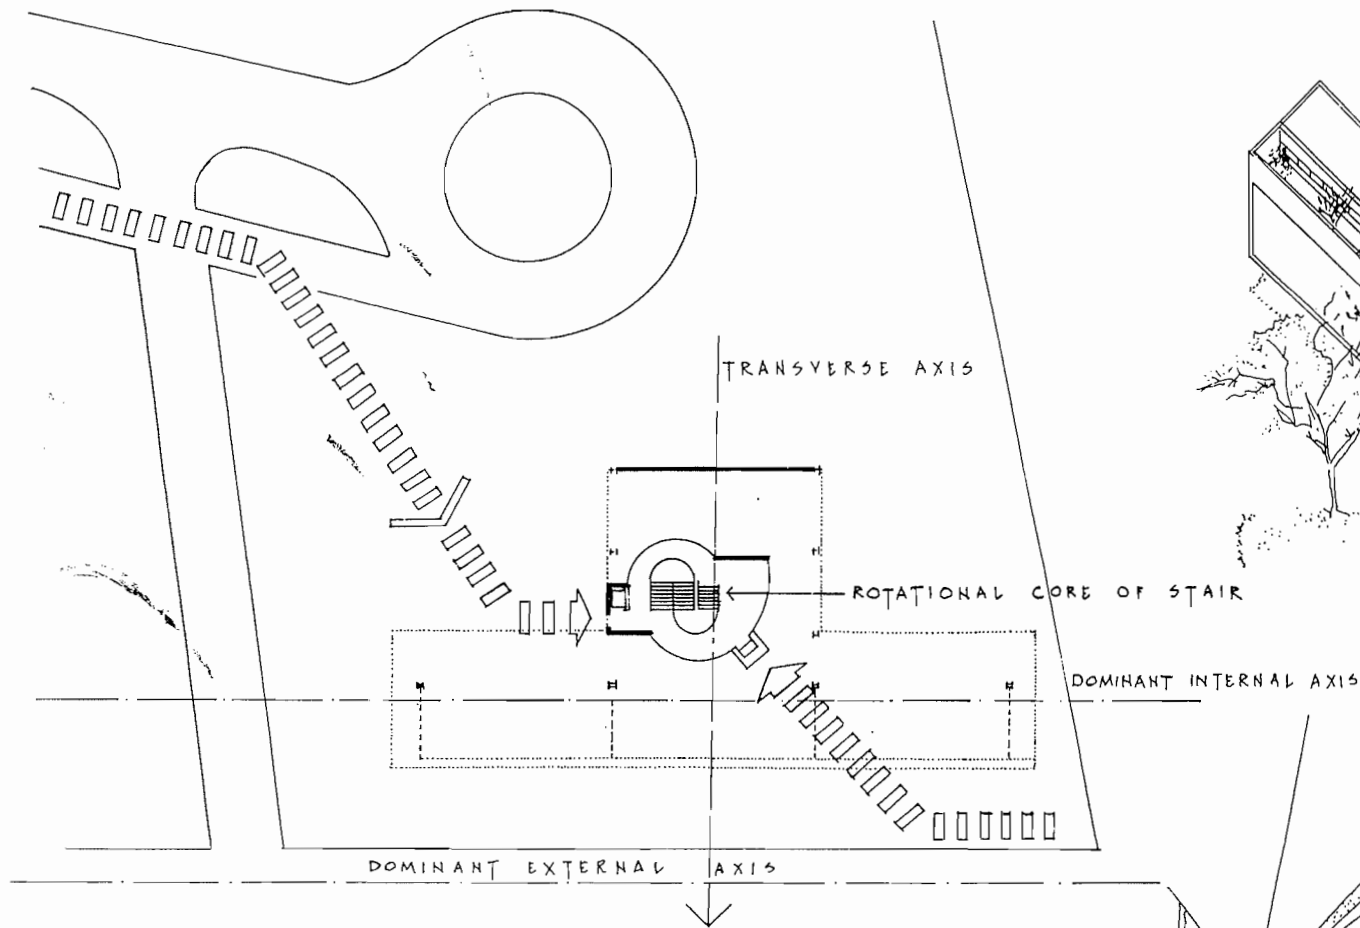 TRANSVERSE AXIS
ROTATIONAL CORE OF STAIR
DOMINANT INTERNAL AXIS
DOMINANT EXTERNAL AXIS